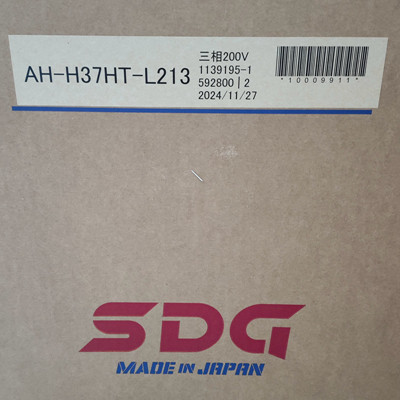 AH-H37HT-L213
三相200V
1139195-1
592800|2
2024/11/27
*10009911*
SDG
MADE IN JAPAN